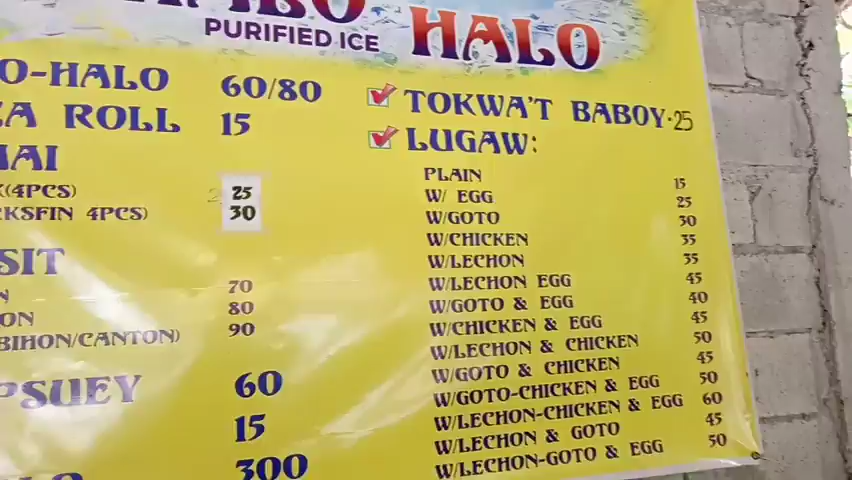 HALO
PURIFIED ICE
O-HALO 60/80
ROLL 15
(4PCS) 25
KSFIN 4PCS) 30
SIT
70
ON 80
BIHON/CANTON) 90
PSUEY 60
15
300
TOKWA'T BABOY·25
LUGAW:
PLAIN 15
W/ EGG 25
W/GOTO 30
W/CHICKEN 35
W/LECHON 35
W/LECHON EGG 45
W/GOTO & EGG 40
W/CHICKEN & EGG 45
W/LECHON & CHICKEN 50
W/GOTO & CHICKEN 45
W/GOTO-CHICKEN & EGG 50
W/LECHON-CHICKEN & EGG 60
W/LECHON & GOTO 45
W/LECHON-GOTO & EGG 50